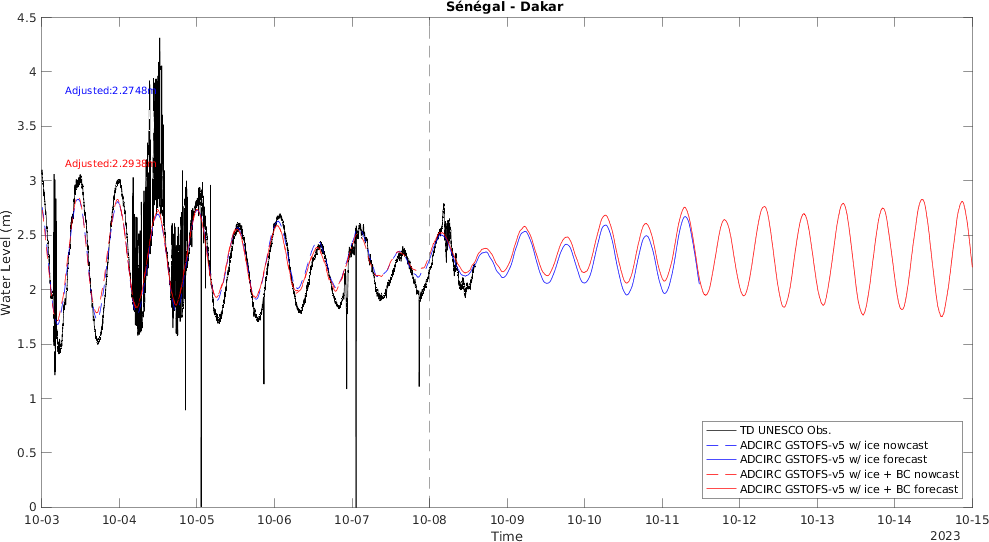 Sénégal - Dakar
4.5
4
3.5
3
2.5
2
1.5
1
0.5
0
Water Level (m)
Adjusted:2.2748m
Adjusted:2.2938m
TD UNESCO Obs.
ADCIRC GSTOFS-v5 w/ ice nowcast
ADCIRC GSTOFS-v5 w/ ice forecast
ADCIRC GSTOFS-v5 w/ ice + BC nowcast
ADCIRC GSTOFS-v5 w/ ice + BC forecast
10-03 10-04 10-05 10-06 10-07 10-08 10-09 10-10 10-11 10-12 10-13 10-14 10-15
Time
2023